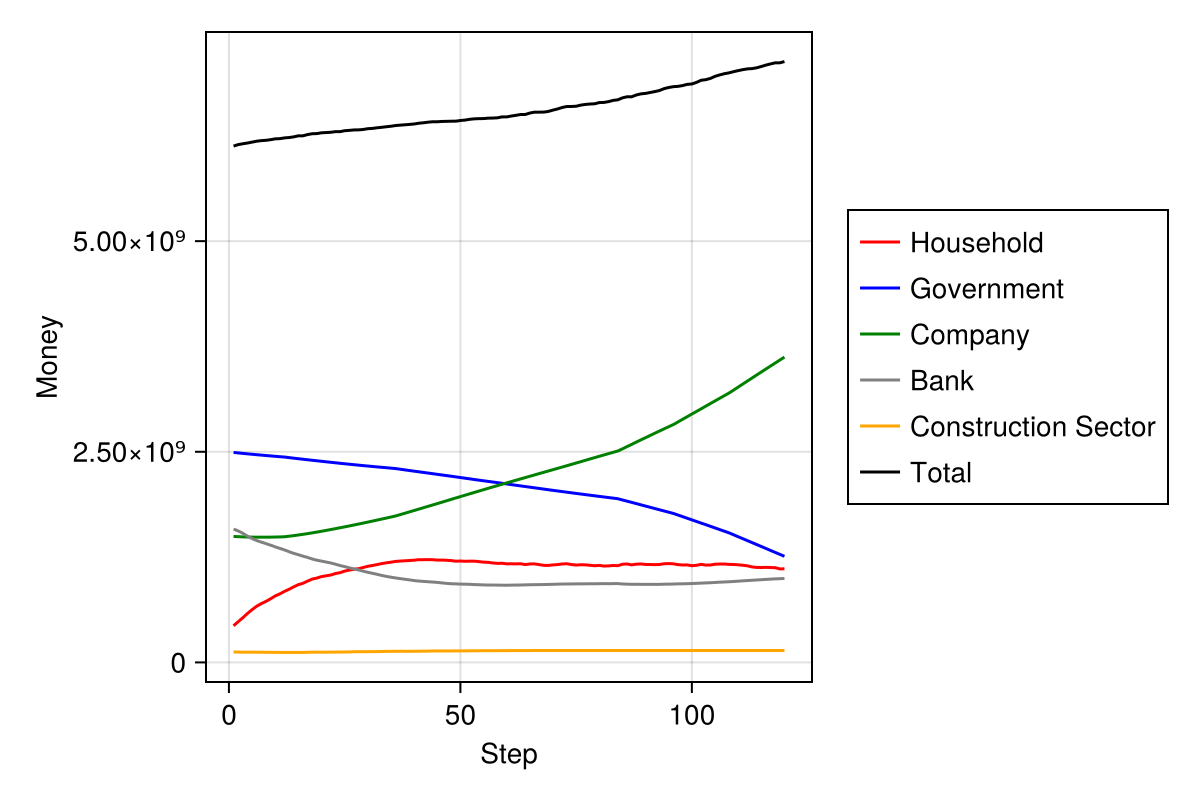 Money
5.00×10⁹
2.50×10⁹
0
0
50
100
Step
Household
Government
Company
Bank
Construction Sector
Total